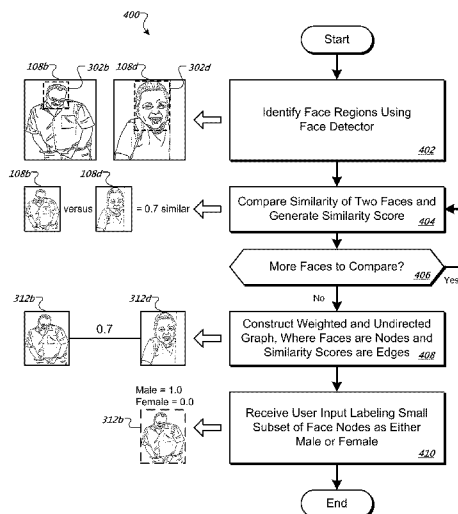 400
Start
108b
302b
108d
302d
Identify Face Regions Using
Face Detector
402
108b
108d
versus
= 0.7 similar
Compare Similarity of Two Faces and
Generate Similarity Score
404
More Faces to Compare?
406
Yes
No
312b
312d
0.7
Construct Weighted and Undirected
Graph, Where Faces are Nodes and
Similarity Scores are Edges
408
Male = 1.0
Female = 0.0
312b
Receive User Input Labeling Small
Subset of Face Nodes as Either
Male or Female
410
End